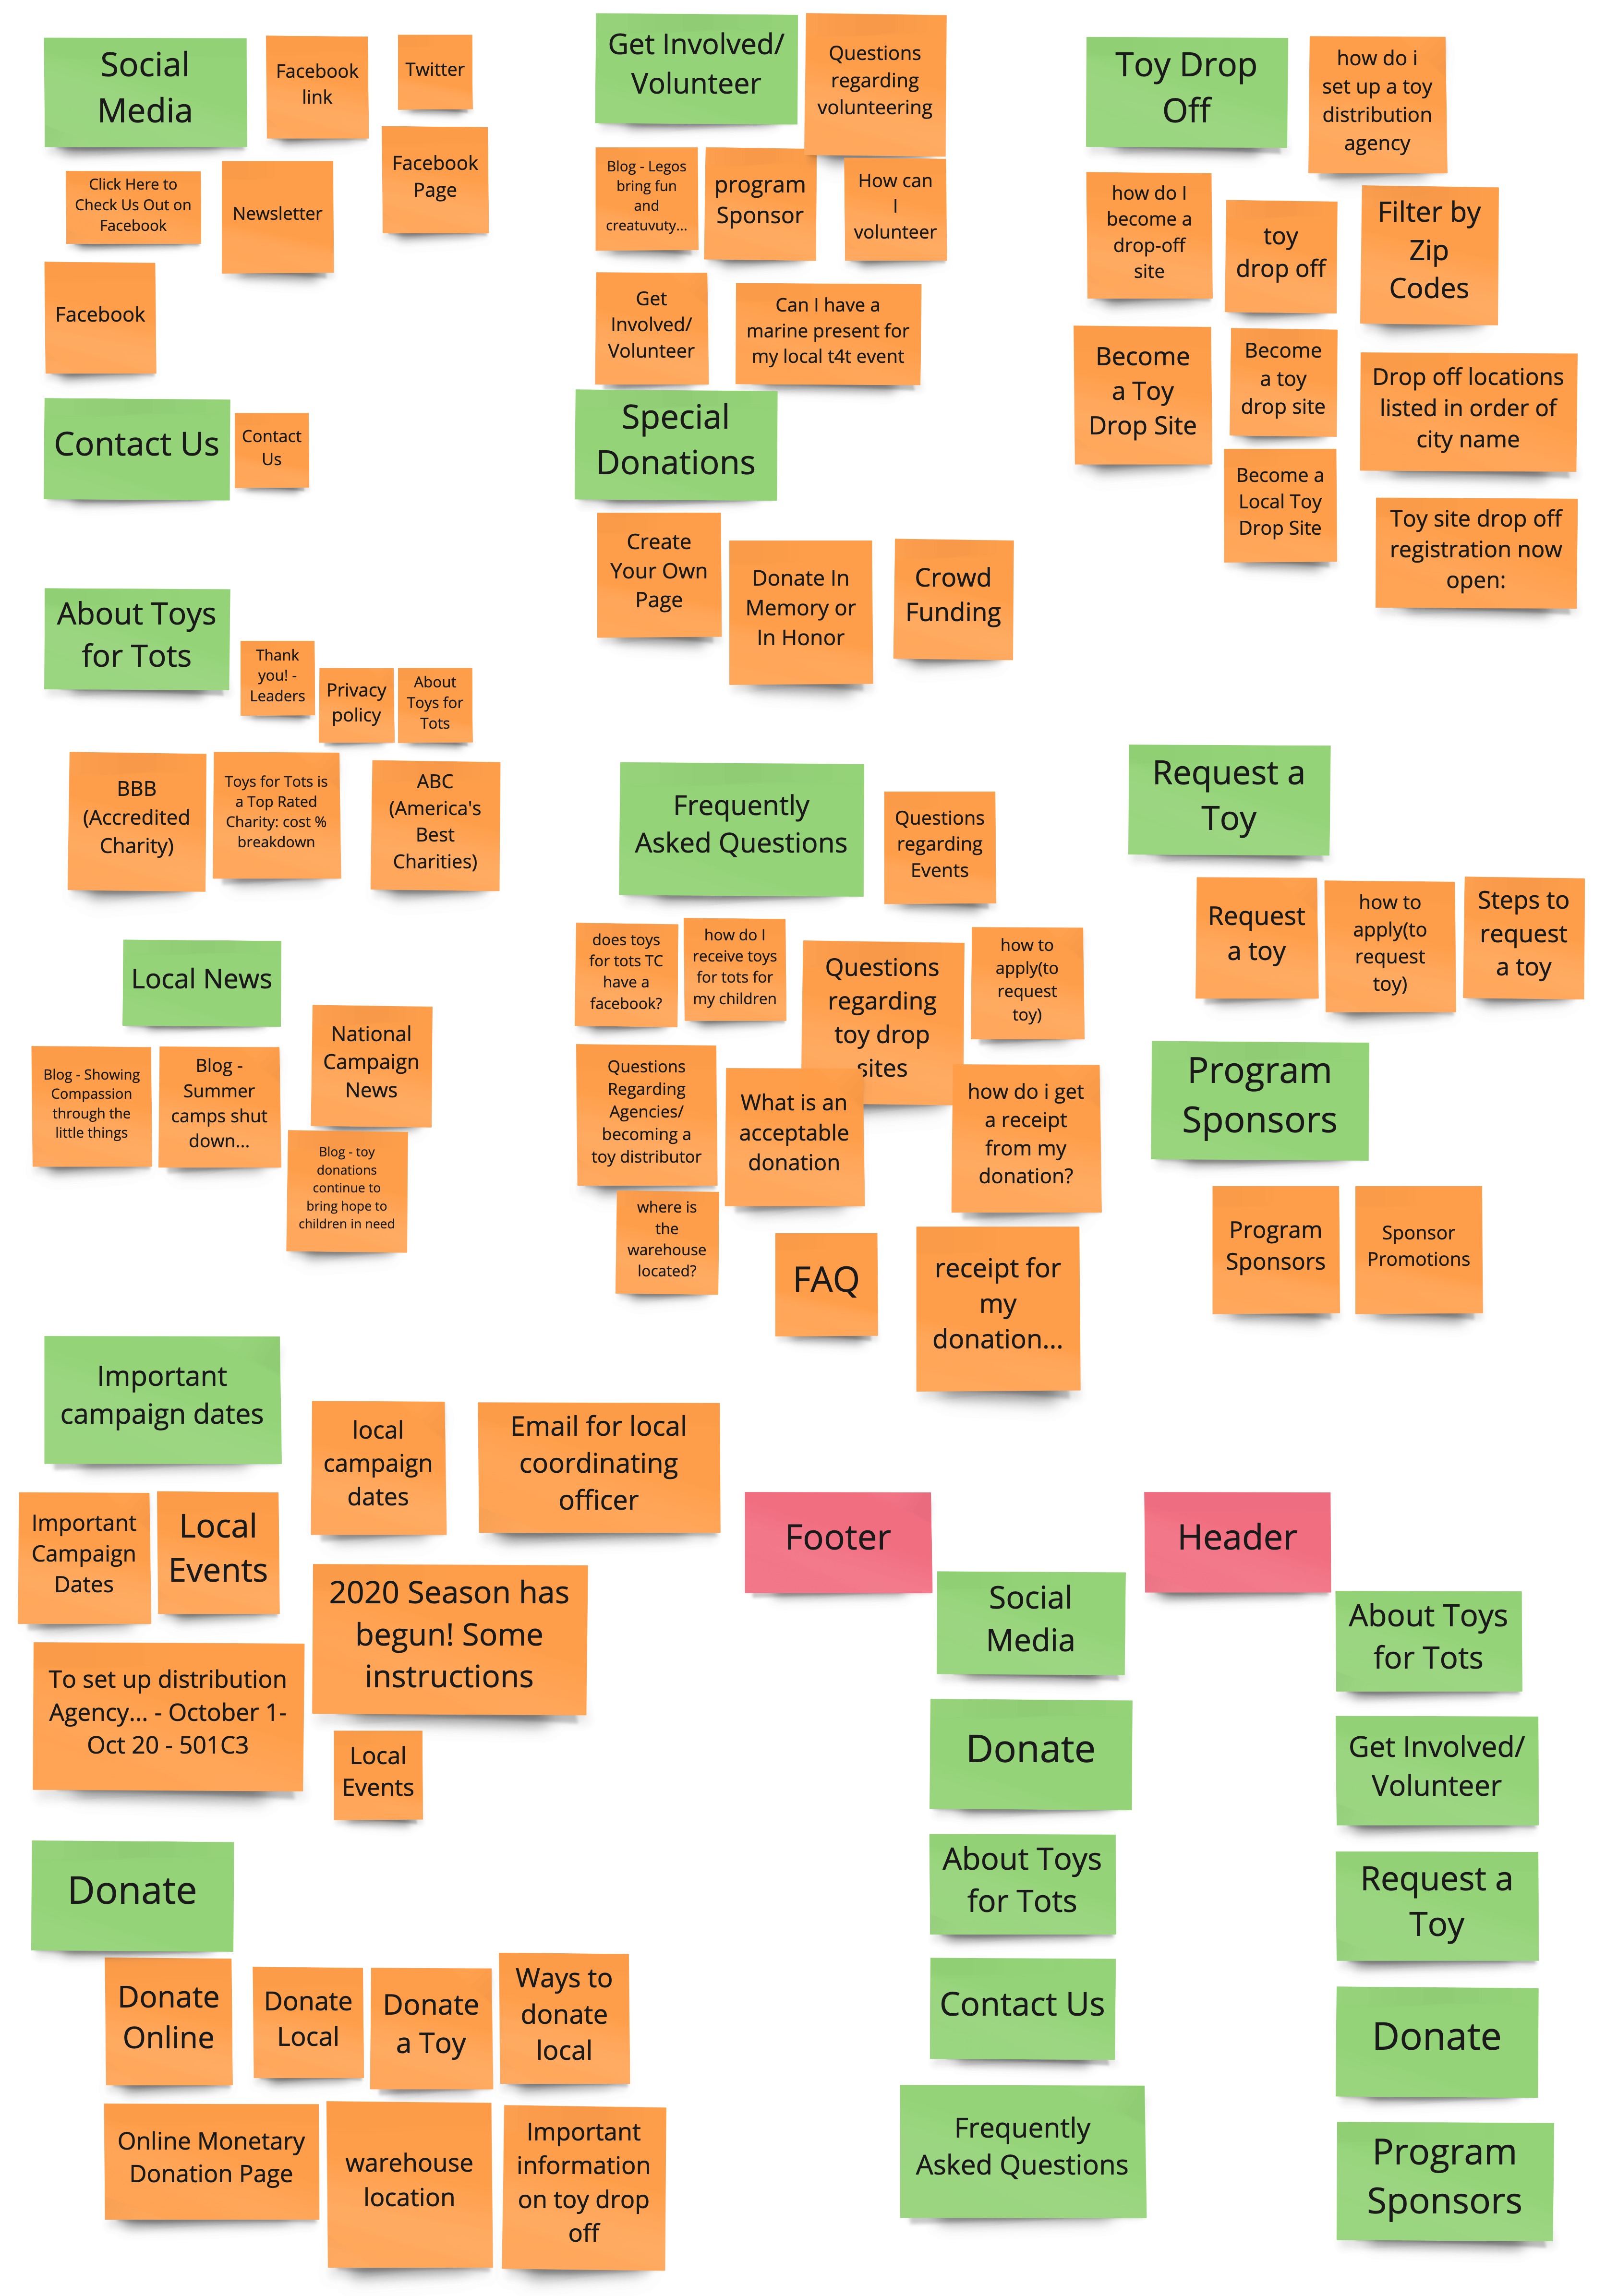 Social
Media
Facebook
link
Twitter
Facebook
Page
Click Here to
Check Us Out on
Facebook
Newsletter
Facebook
Contact Us
Contact
Us
About Toys
for Tots
Thank
you! -
Leaders
Privacy
policy
About
Toys for
Tots
BBB
(Accredited
Charity)
Toys for Tots is
a Top Rated
Charity: cost %
breakdown
ABC
(America's
Best
Charities)
Local News
National
Campaign
News
Blog - Showing
Compassion
through the
little things
Blog -
Summer
camps shut
down...
Blog - toy
donations
continue to
bring hope to
children in need
Get Involved/
Volunteer
Questions
regarding
volunteering
Blog - Legos
bring fun
and
creatuvuty...
program
Sponsor
How can
I
volunteer
Get
Involved/
Volunteer
Can I have a
marine present for
my local t4t event
Special
Donations
Create
Your Own
Page
Donate In
Memory or
In Honor
Crowd
Funding
Frequently
Asked Questions
Questions
regarding
Events
does toys
for tots TC
have a
facebook?
how do I
receive toys
for tots for
my children
Questions
regarding
toy drop
sites
how to
apply(to
request
toy)
Questions
Regarding
Agencies/
becoming a
toy distributor
What is an
acceptable
donation
how do i get
a receipt
from my
donation?
where is
the
warehouse
located?
FAQ
receipt for
my
donation...
Toy Drop
Off
how do i
set up a toy
distribution
agency
how do I
become a
drop-off
site
toy
drop off
Filter by
Zip
Codes
Become
a Toy
Drop Site
Become
a toy
drop site
Drop off locations
listed in order of
city name
Become a
Local Toy
Drop Site
Toy site drop off
registration now
open:
Request a
Toy
Request
a toy
how to
apply(to
request
toy)
Steps to
request
a toy
Program
Sponsors
Program
Sponsors
Sponsor
Promotions
Important
campaign dates
local
campaign
dates
Email for local
coordinating
officer
Important
Campaign
Dates
Local
Events
2020 Season has
begun! Some
instructions
To set up distribution
Agency... - October 1-
Oct 20 - 501C3
Local
Events
Donate
Donate
Online
Donate
Local
Donate
a Toy
Ways to
donate
local
Online Monetary
Donation Page
warehouse
location
Important
information
on toy drop
off
Footer
Social
Media
Donate
About Toys
for Tots
Contact Us
Frequently
Asked Questions
Header
About Toys
for Tots
Get Involved/
Volunteer
Request a
Toy
Donate
Program
Sponsors